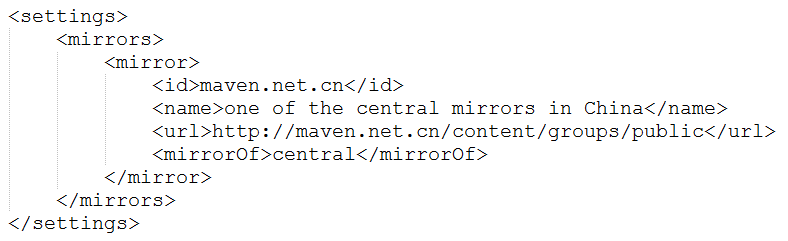 <settings>
    <mirrors>
        <mirror>
            <id>maven.net.cn</id>
            <name>one of the central mirrors in China</name>
            <url>http://maven.net.cn/content/groups/public</url>
            <mirrorOf>central</mirrorOf>
        </mirror>
    </mirrors>
</settings>